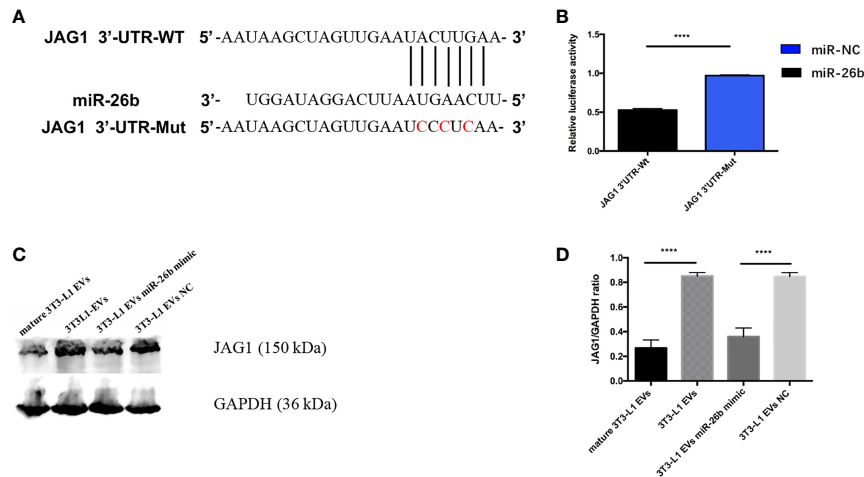 A
JAG1 3'-UTR-WT 5'-AAUAAGCUAGUUGAAUACUUGAA- 3'
miR-26b 3'- UGGAUAGGACUUAAUGAACUU- 5'
JAG1 3'-UTR-Mut 5'-AAUAAGCUAGUUGAAUCCCUCAA- 3'
B
Relative luciferase activity
1.5
1.0
0.5
0.0
****
JAG1 3'UTR-Wt
JAG1 3'UTR-Mut
miR-NC
miR-26b
C
mature 3T3-L1 EVs
3T3L1-EVs
3T3-L1 EVs miR-26b mimic
3T3-L1 EVs NC
JAG1 (150 kDa)
GAPDH (36 kDa)
D
JAG1/GAPDH ratio
1.0
0.8
0.6
0.4
0.2
0.0
**** ****
mature 3T3-L1 EVs
3T3-L1 EVs
3T3-L1 EVs miR-26b mimic
3T3-L1 EVs NC